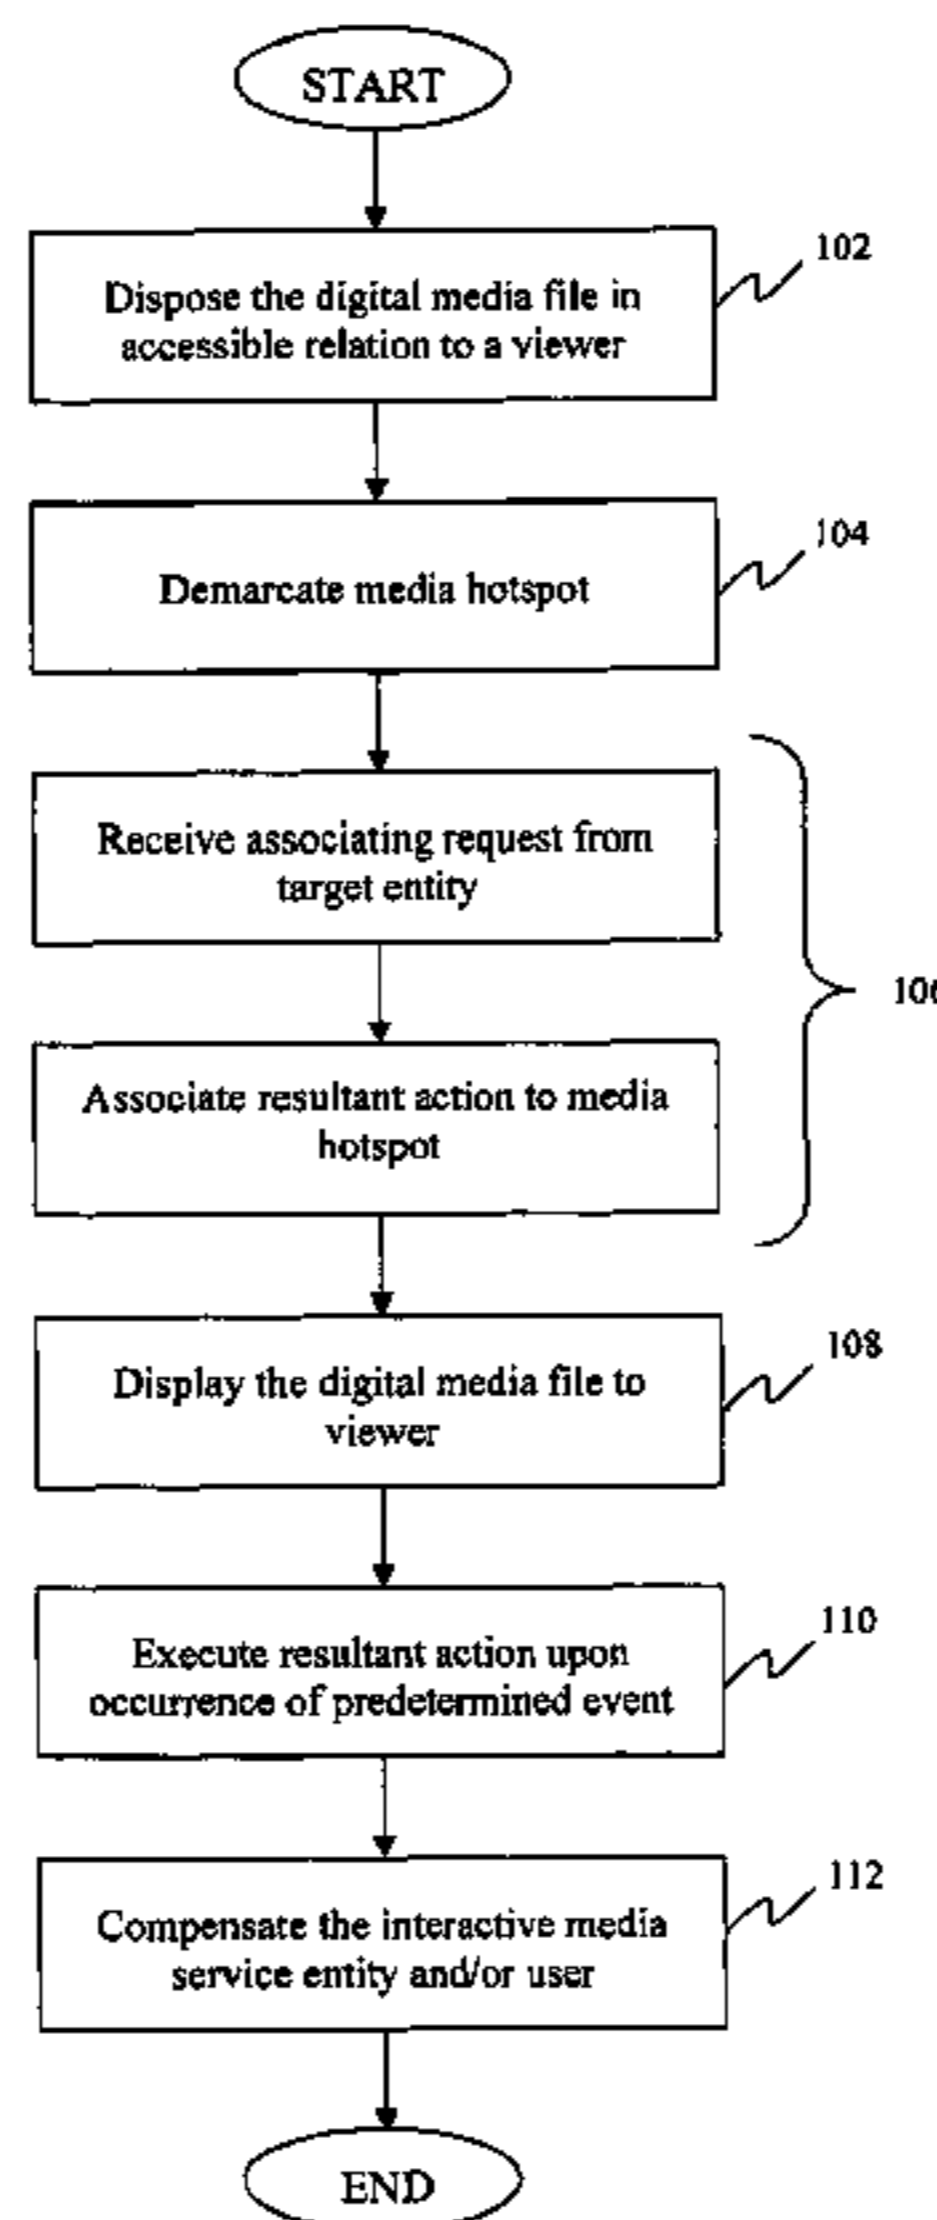 START
102
Dispose the digital media file in
accessible relation to a viewer
104
Demarcate media hotspot
Receive associating request from
target entity
106
Associate resultant action to media
hotspot
108
Display the digital media file to
viewer
110
Execute resultant action upon
occurrence of predetermined event
112
Compensate the interactive media
service entity and/or user
END